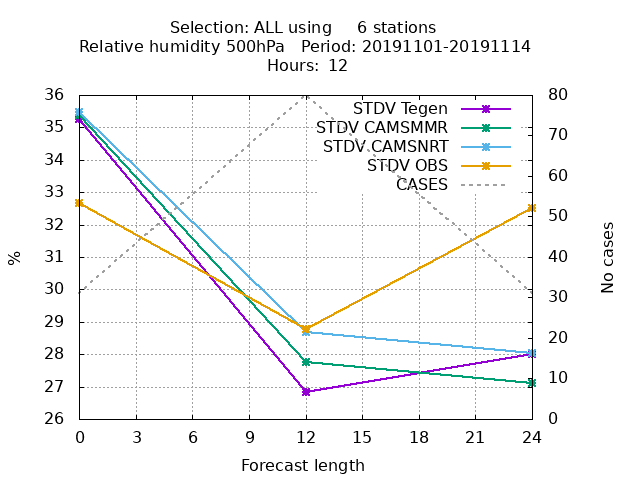 Selection: ALL using     6 stations
Relative humidity 500hPa   Period: 20191101-20191114
Hours: 12
36
35
34
33
32
31
30
29
28
27
26
%
80
70
60
50
40
30
20
10
0
No cases
STDV Tegen
STDV CAMSMMR
STDV CAMSNRT
STDV OBS
CASES
0 3 6 9 12 15 18 21 24
Forecast length